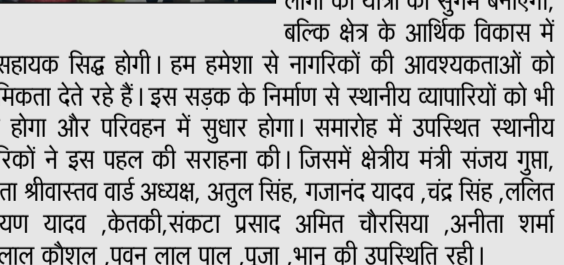 लोगों की यात्रा को सुगम बनाएगी,
बल्कि क्षेत्र के आर्थिक विकास में
सहायक सिद्ध होगी। हम हमेशा से नागरिकों की आवश्यकताओं को
मिकता देते रहे हैं। इस सड़क के निर्माण से स्थानीय व्यापारियों को भी
होगा और परिवहन में सुधार होगा। समारोह में उपस्थित स्थानीय
रिकों ने इस पहल की सराहना की। जिसमें क्षेत्रीय मंत्री संजय गुप्ता,
ता श्रीवास्तव वार्ड अध्यक्ष, अतुल सिंह, गजानंद यादव ,चंद्र सिंह ,ललित
यण यादव ,केतकी,संकटा प्रसाद अमित चौरसिया ,अनीता शर्मा
लाल कौशल ,पवन लाल पाल ,पूजा ,भानु की उपस्थिति रही।